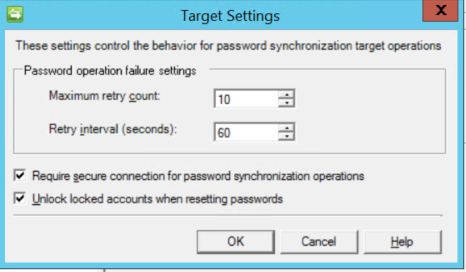 Target Settings
x
These settings control the behavior for password synchronization target operations
Password operation failure settings
Maximum retry count:
10
Retry interval (seconds):
60
Require secure connection for password synchronization operations
Unlock locked accounts when resetting passwords
OK
Cancel
Help